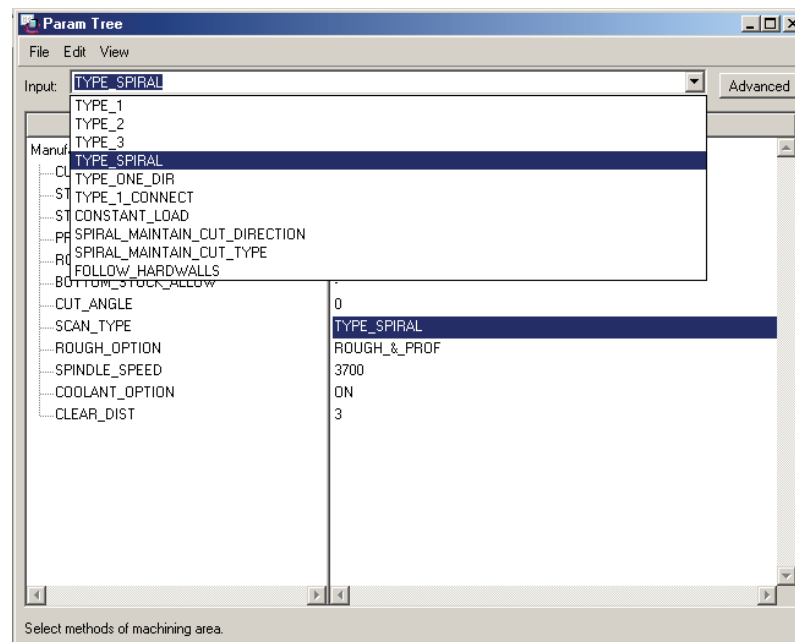 Param Tree
File Edit View
Input: TYPE_SPIRAL Advanced
TYPE_1
TYPE_2
TYPE_3
TYPE_SPIRAL
TYPE_ONE_DIR
TYPE_1_CONNECT
CONSTANT_LOAD
SPIRAL_MAINTAIN_CUT_DIRECTION
SPIRAL_MAINTAIN_CUT_TYPE
FOLLOW_HARDWALLS
BOTTOM_STOCK_ALLOW -
CUT_ANGLE 0
SCAN_TYPE TYPE_SPIRAL
ROUGH_OPTION ROUGH_&_PROF
SPINDLE_SPEED 3700
COOLANT_OPTION ON
CLEAR_DIST 3
Select methods of machining area.